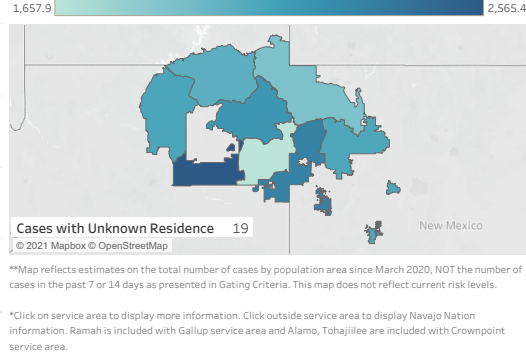 1,657.9
2,565.4
Cases with Unknown Residence 19
© 2021 Mapbox © OpenStreetMap
New Mexico
**Map reflects estimates on the total number of cases by population area since March 2020, NOT the number of
cases in the past 7 or 14 days as presented in Gating Criteria. This map does not reflect current risk levels.
*Click on service area to display more information. Click outside service area to display Navajo Nation
information. Ramah is included with Gallup service area and Alamo, Tohajiilee are included with Crownpoint
service area.